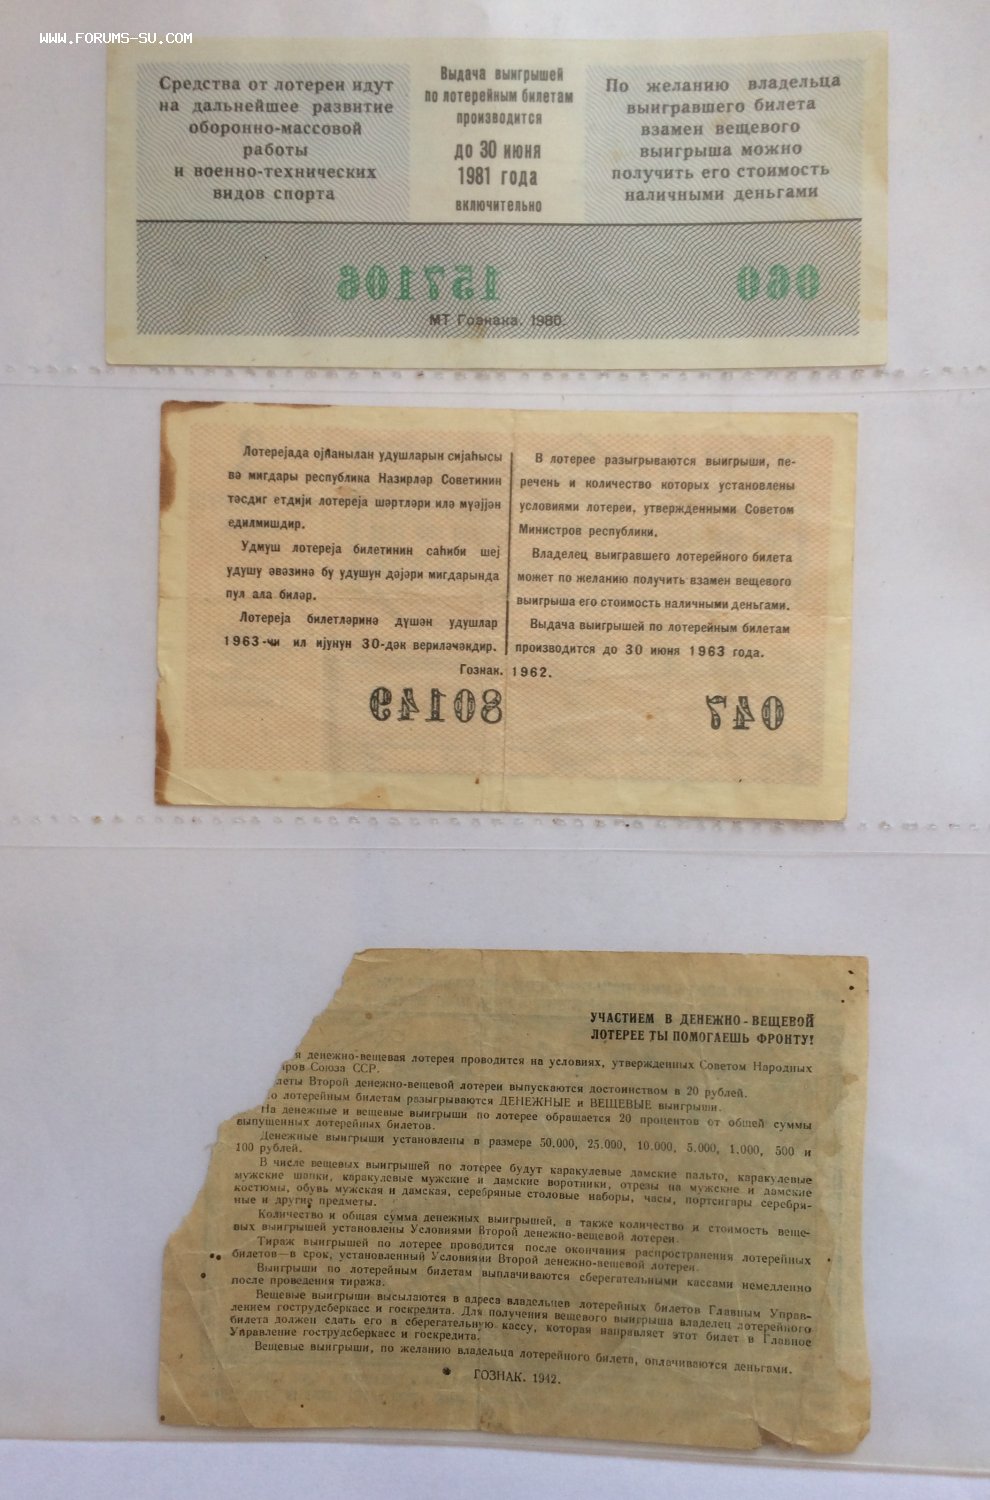 WWW.FORUMS-SU.COM
Средства от лотереи идут
на дальнейшее развитие
оборонно-массовой
работы
и военно-технических
видов спорта
Выдача выигрышей
по лотерейным билетам
производится
до 30 июня
1981 года
включительно
По желанию владельца
выигравшего билета
взамен вещевого
выигрыша можно
получить его стоимость
наличными деньгами
157106
060
МТ Гознака. 1980.
Лотерејада ојнанылан удушларын сијаһысы
вә мигдары республика Назирләр Советинин
тәсдиг етдији лотереја шәртләри илә мүәјјән
едилмишдир.
Удмуш лотереја билетинин саһиби шеј
удушу әвәзинә бу удушун дәјәри мигдарында
пул ала биләр.
Лотереја билетләринә дүшән удушлар
1963-чи ил ијунун 30-дәк вериләчәкдир.
В лотерее разыгрываются выигрыши, пе-
речень и количество которых установлены
условиями лотереи, утвержденными Советом
Министров республики.
Владелец выигравшего лотерейного билета
может по желанию получить взамен вещевого
выигрыша его стоимость наличными деньгами.
Выдача выигрышей по лотерейным билетам
производится до 30 июня 1963 года.
Гознак. 1962.
80149
047
УЧАСТИЕМ В ДЕНЕЖНО-ВЕЩЕВОЙ
ЛОТЕРЕЕ ТЫ ПОМОГАЕШЬ ФРОНТУ!
я денежно-вещевая лотерея проводится на условиях, утвержденных Советом Народных
ров Союза ССР.
леты Второй денежно-вещевой лотереи выпускаются достоинством в 20 рублей.
о лотерейным билетам разыгрываются ДЕНЕЖНЫЕ и ВЕЩЕВЫЕ выигрыши.
На денежные и вещевые выигрыши по лотерее обращается 20 процентов от общей суммы
выпущенных лотерейных билетов.
Денежные выигрыши установлены в размере 50.000, 25.000, 10.000, 5.000, 1.000, 500 и
100 рублей.
В числе вещевых выигрышей по лотерее будут каракулевые дамские пальто, каракулевые
мужские шапки, каракулевые мужские и дамские воротники, отрезы на мужские и дамские
костюмы, обувь мужская и дамская, серебряные столовые наборы, часы, портсигары серебря-
ные и другие предметы.
Количество и общая сумма денежных выигрышей, а также количество и стоимость веще-
вых выигрышей установлены Условиями Второй денежно-вещевой лотереи.
Тираж выигрышей по лотерее проводится после окончания распространения лотерейных
билетов—в срок, установленный Условиями Второй денежно-вещевой лотереи.
Выигрыши по лотерейным билетам выплачиваются сберегательными кассами немедленно
после проведения тиража.
Вещевые выигрыши высылаются в адреса владельцев лотерейных билетов Главным Управ-
лением гострудсберкасс и госкредита. Для получения вещевого выигрыша владелец лотерейного
билета должен сдать его в сберегательную кассу, которая направляет этот билет в Главное
Управление гострудсберкасс и госкредита.
Вещевые выигрыши, по желанию владельца лотерейного билета, оплачиваются деньгами.
ГОЗНАК. 1942.